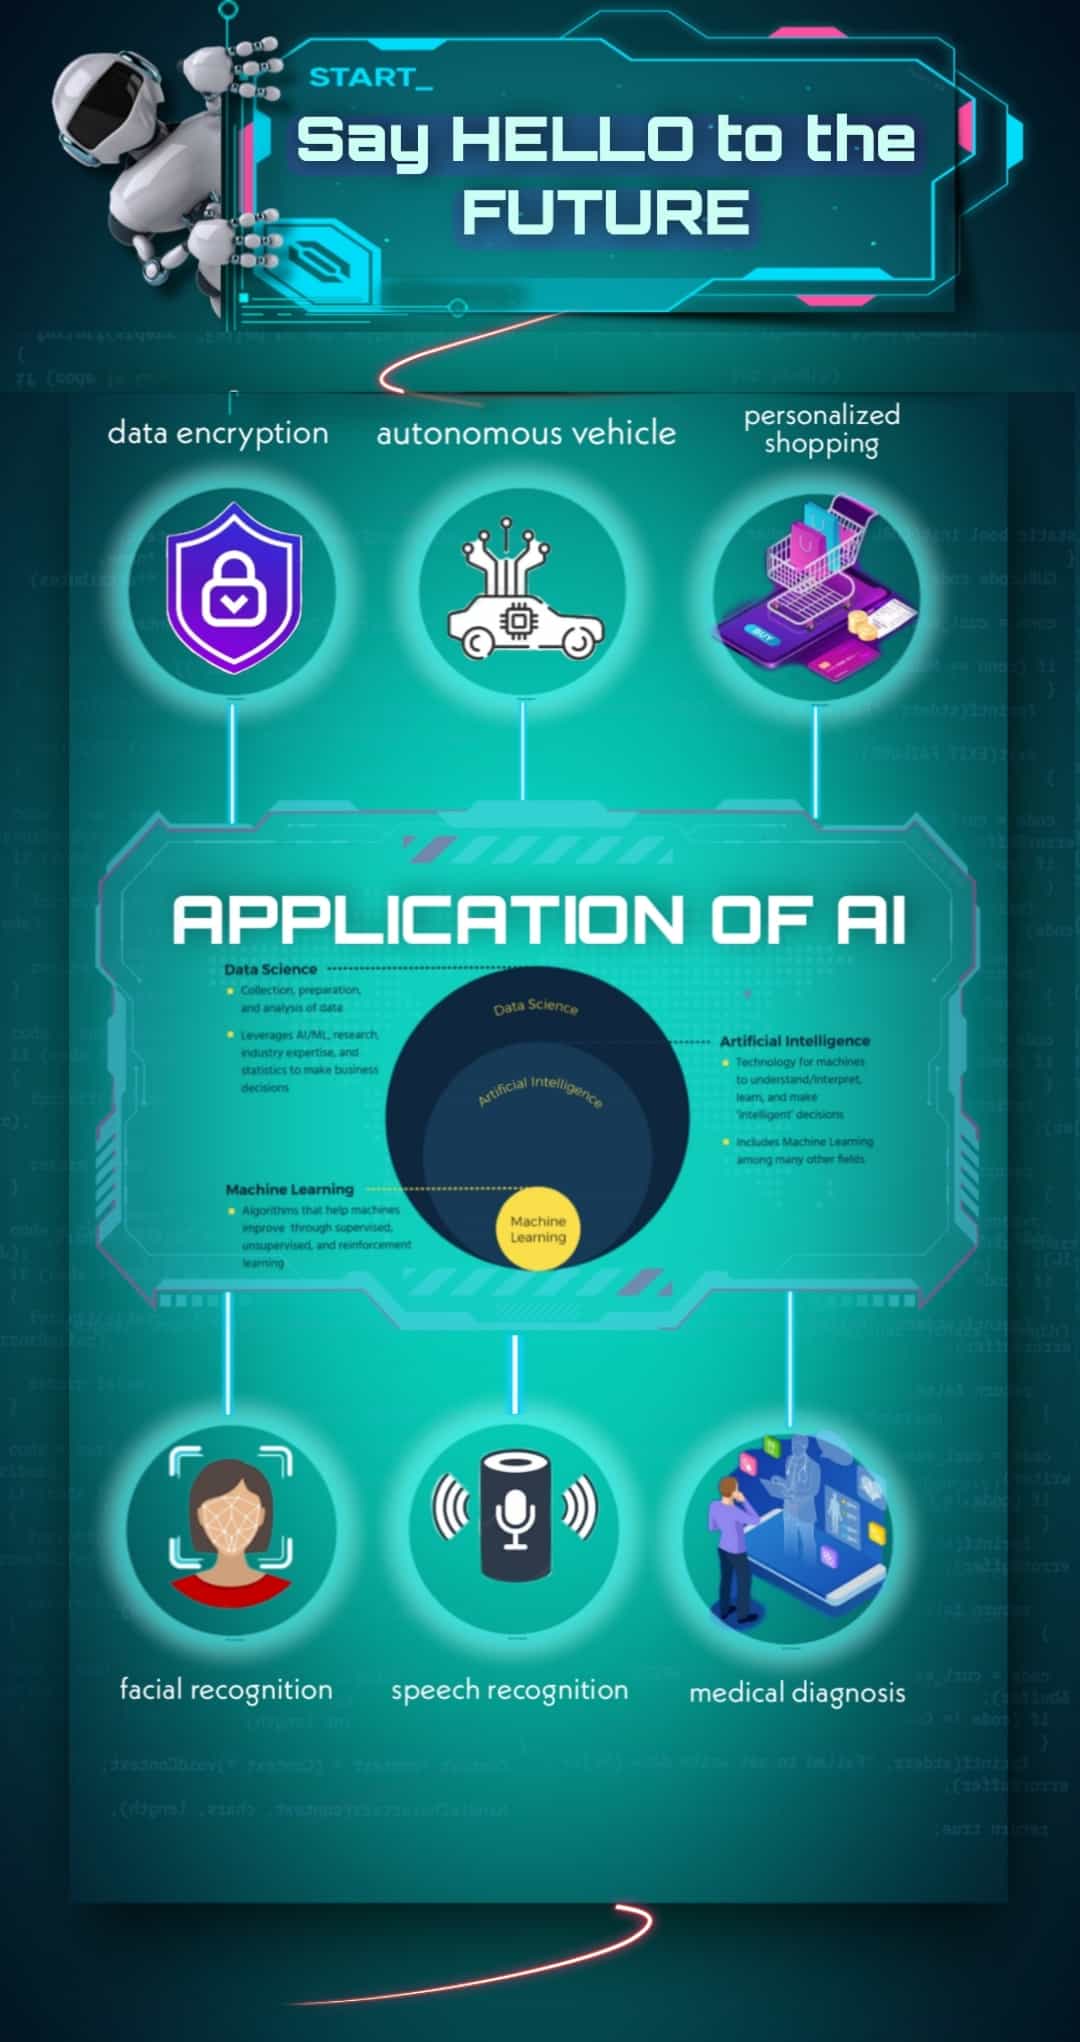 START_
Say HELLO to the
FUTURE
data encryption
autonomous vehicle
personalized
shopping
BUY
APPLICATION OF AI
Data Science
Collection, preparation,
and analysis of data
Leverages AI/ML, research,
industry expertise, and
statistics to make business
decisions
Data Science
Artificial Intelligence
Artificial Intelligence
Technology for machines
to understand/interpret,
learn, and make
'intelligent' decisions
Includes Machine Learning
among many other fields
Machine Learning
Algorithms that help machines
improve through supervised,
unsupervised, and reinforcement
learning
Machine
Learning
facial recognition
speech recognition
medical diagnosis